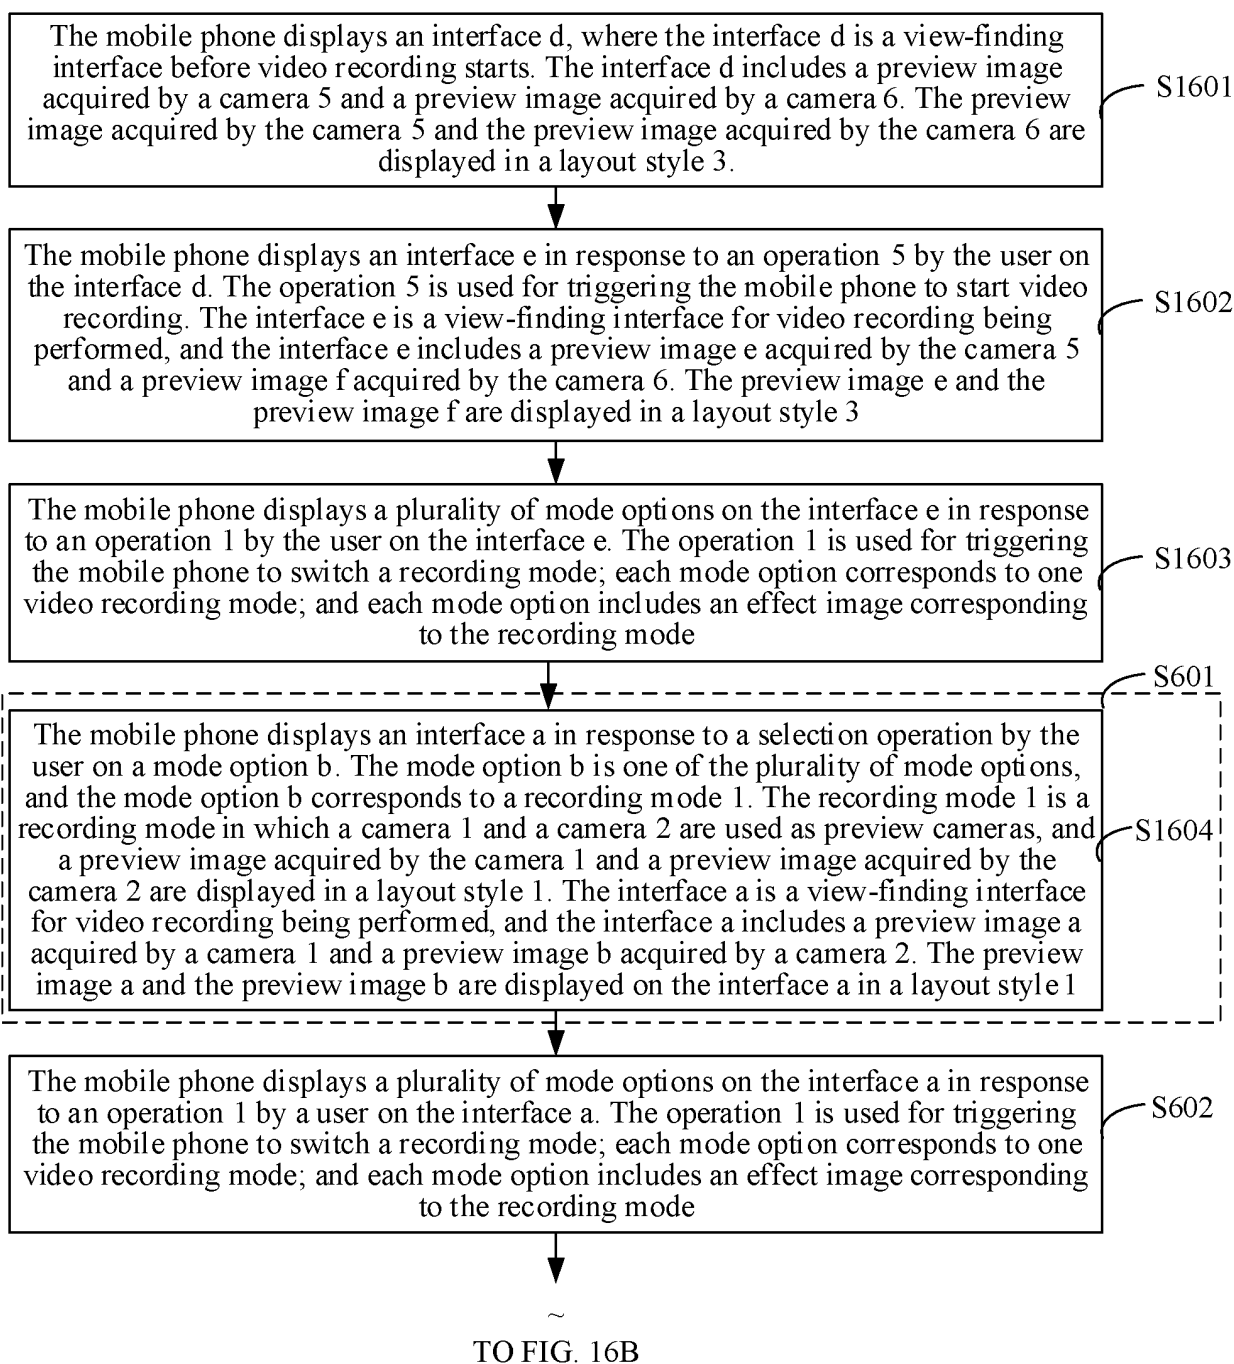 The mobile phone displays an interface d, where the interface d is a view-finding
interface before video recording starts. The interface d includes a preview image
acquired by a camera 5 and a preview image acquired by a camera 6. The preview
image acquired by the camera 5 and the preview image acquired by the camera 6 are
displayed in a layout style 3.
S1601
The mobile phone displays an interface e in response to an operation 5 by the user on
the interface d. The operation 5 is used for triggering the mobile phone to start video
recording. The interface e is a view-finding interface for video recording being
performed, and the interface e includes a preview image e acquired by the camera 5
and a preview image f acquired by the camera 6. The preview image e and the
preview image f are displayed in a layout style 3
S1602
The mobile phone displays a plurality of mode options on the interface e in response
to an operation 1 by the user on the interface e. The operation 1 is used for triggering
the mobile phone to switch a recording mode; each mode option corresponds to one
video recording mode; and each mode option includes an effect image corresponding
to the recording mode
S1603
S601
The mobile phone displays an interface a in response to a selection operation by the
user on a mode option b. The mode option b is one of the plurality of mode options,
and the mode option b corresponds to a recording mode 1. The recording mode 1 is a
recording mode in which a camera 1 and a camera 2 are used as preview cameras, and
a preview image acquired by the camera 1 and a preview image acquired by the
camera 2 are displayed in a layout style 1. The interface a is a view-finding interface
for video recording being performed, and the interface a includes a preview image a
acquired by a camera 1 and a preview image b acquired by a camera 2. The preview
image a and the preview image b are displayed on the interface a in a layout style 1
S1604
The mobile phone displays a plurality of mode options on the interface a in response
to an operation 1 by a user on the interface a. The operation 1 is used for triggering
the mobile phone to switch a recording mode; each mode option corresponds to one
video recording mode; and each mode option includes an effect image corresponding
to the recording mode
S602
~
TO FIG. 16B